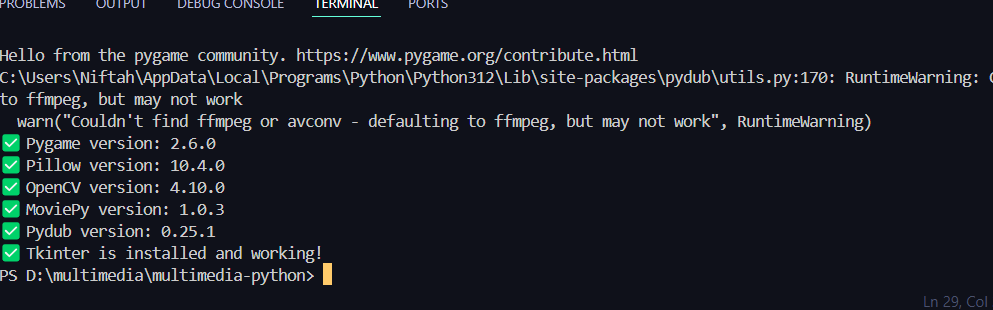 PROBLEMS OUTPUT DEBUG CONSOLE TERMINAL PORTS
Hello from the pygame community. https://www.pygame.org/contribute.html
C:\Users\Niftah\AppData\Local\Programs\Python\Python312\Lib\site-packages\pydub\utils.py:170: RuntimeWarning:
to ffmpeg, but may not work
warn("Couldn't find ffmpeg or avconv - defaulting to ffmpeg, but may not work", RuntimeWarning)
✅ Pygame version: 2.6.0
✅ Pillow version: 10.4.0
✅ OpenCV version: 4.10.0
✅ MoviePy version: 1.0.3
✅ Pydub version: 0.25.1
✅ Tkinter is installed and working!
PS D:\multimedia\multimedia-python>
Ln 29, Col